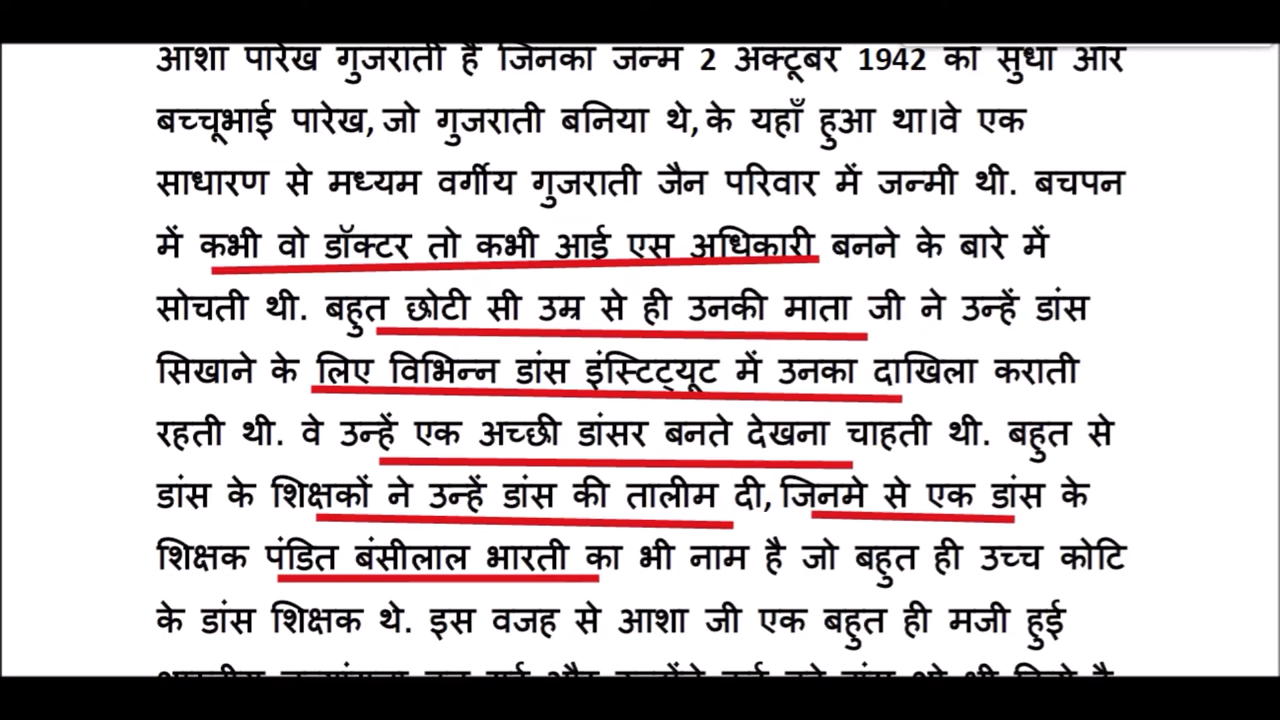 आशा पारेख गुजराती हैं जिनका जन्म 2 अक्टूबर 1942 को सुधा और
बच्चूभाई पारेख, जो गुजराती बनिया थे, के यहाँ हुआ था।वे एक
साधारण से मध्यम वर्गीय गुजराती जैन परिवार में जन्मी थी. बचपन
में कभी वो डॉक्टर तो कभी आई एस अधिकारी बनने के बारे में
सोचती थी. बहुत छोटी सी उम्र से ही उनकी माता जी ने उन्हें डांस
सिखाने के लिए विभिन्न डांस इंस्टिट्यूट में उनका दाखिला कराती
रहती थी. वे उन्हें एक अच्छी डांसर बनते देखना चाहती थी. बहुत से
डांस के शिक्षकों ने उन्हें डांस की तालीम दी, जिनमे से एक डांस के
शिक्षक पंडित बंसीलाल भारती का भी नाम है जो बहुत ही उच्च कोटि
के डांस शिक्षक थे. इस वजह से आशा जी एक बहुत ही मजी हुई